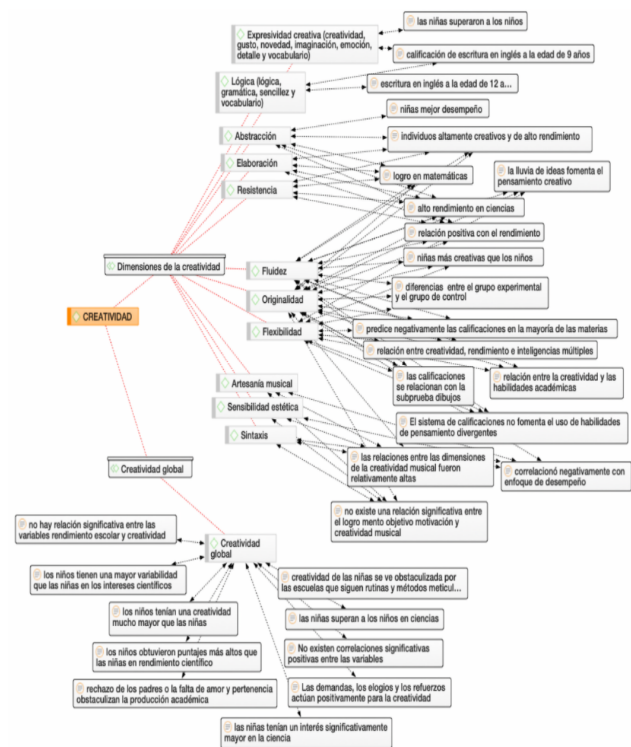 las niñas superaron a los niños
Expresividad creativa (creatividad,
gusto, novedad, imaginación, emoción,
detalle y vocabulario)
calificación de escritura en inglés a la edad de 9 años
Lógica (lógica,
gramática, sencillez y
vocabulario)
escritura en inglés a la edad de 12 a...
niñas mejor desempeño
Abstracción
individuos altamente creativos y de alto rendimiento
Elaboración
logro en matemáticas
la lluvia de ideas fomenta el
pensamiento creativo
Resistencia
alto rendimiento en ciencias
relación positiva con el rendimiento
Dimensiones de la creatividad
Fluidez
niñas más creativas que los niños
diferencias entre el grupo experimental
y el grupo de control
Originalidad
CREATIVIDAD
Flexibilidad
predice negativamente las calificaciones en la mayoría de las materias
relación entre creatividad, rendimiento e inteligencias múltiples
las calificaciones
se relacionan con la
subprueba dibujos
relación entre la creatividad y las
habilidades académicas
Artesanía musical
Sensibilidad estética
El sistema de calificaciones no fomenta el uso de habilidades
de pensamiento divergentes
Sintaxis
las relaciones entre las dimensiones
de la creatividad musical fueron
relativamente altas
correlacionó negativamente con
enfoque de desempeño
Creatividad global
no existe una relación significativa entre
el logro mento objetivo motivación y
creatividad musical
no hay relación significativa entre las
variables rendimiento escolar y creatividad
Creatividad
global
los niños tienen una mayor variabilidad
que las niñas en los intereses científicos
creatividad de las niñas se ve obstaculizada por
las escuelas que siguen rutinas y métodos meticul...
los niños tenían una creatividad
mucho mayor que las niñas
las niñas superan a los niños en ciencias
los niños obtuvieron puntajes más altos que
las niñas en rendimiento científico
No existen correlaciones significativas
positivas entre las variables
rechazo de los padres o la falta de amor y pertenencia
obstaculizan la producción académica
Las demandas, los elogios y los refuerzos
actúan positivamente para la creatividad
las niñas tenían un interés significativamente
mayor en la ciencia